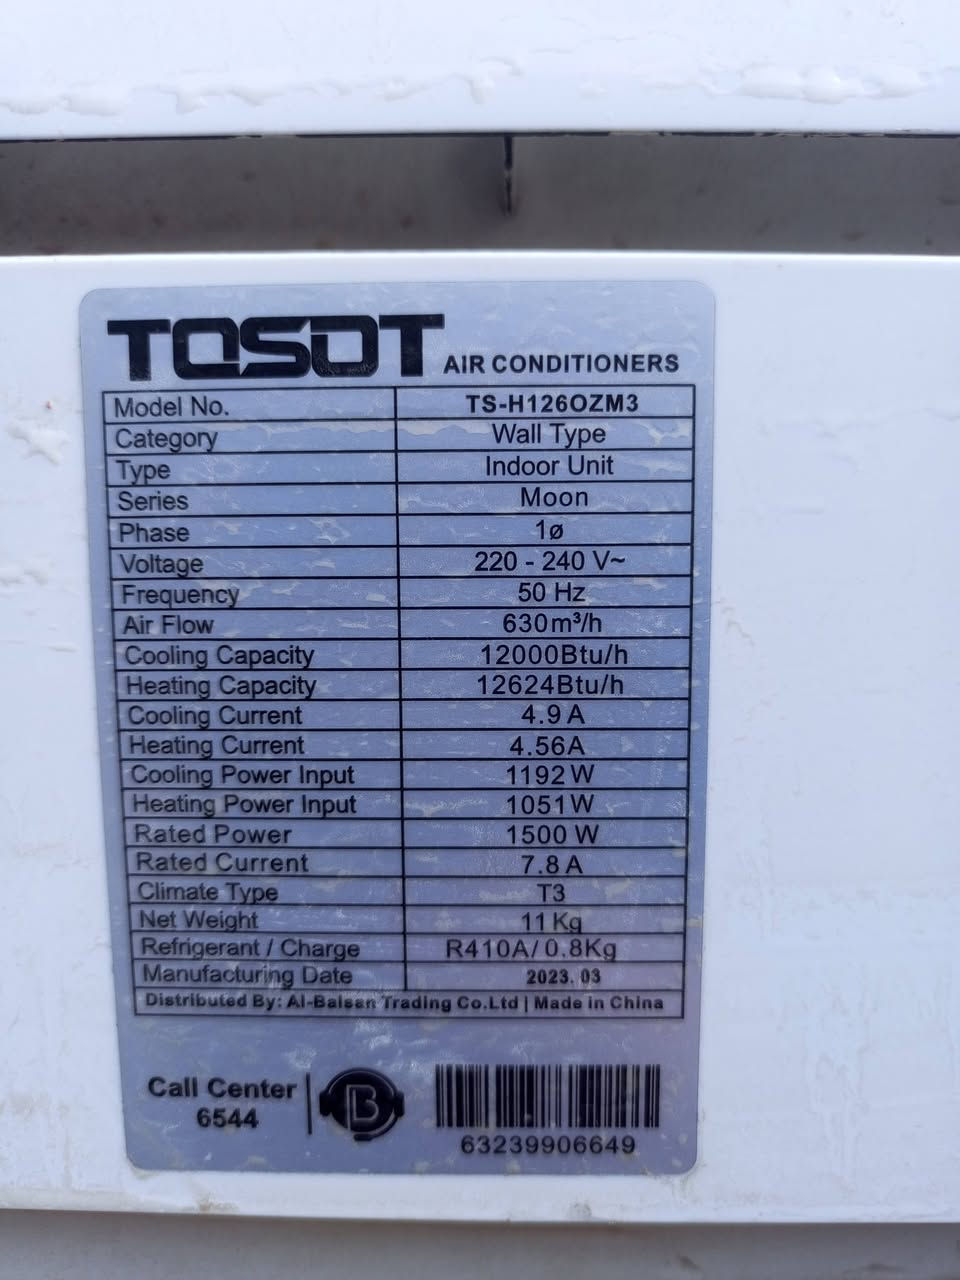 TOSOT AIR CONDITIONERS
Model No. TS-H126OZM3
Category Wall Type
Type Indoor Unit
Series Moon
Phase 1ø
Voltage 220 - 240 V~
Frequency 50 Hz
Air Flow 630m³/h
Cooling Capacity 12000Btu/h
Heating Capacity 12624Btu/h
Cooling Current 4.9 A
Heating Current 4.56A
Cooling Power Input 1192 W
Heating Power Input 1051 W
Rated Power 1500 W
Rated Current 7.8 A
Climate Type T3
Net Weight 11 Kg
Refrigerant / Charge R410A/ 0.8Kg
Manufacturing Date 2023. 03
Distributed By: Al-Balsan Trading Co.Ltd | Made in China
Call Center
6544
B
63239906649